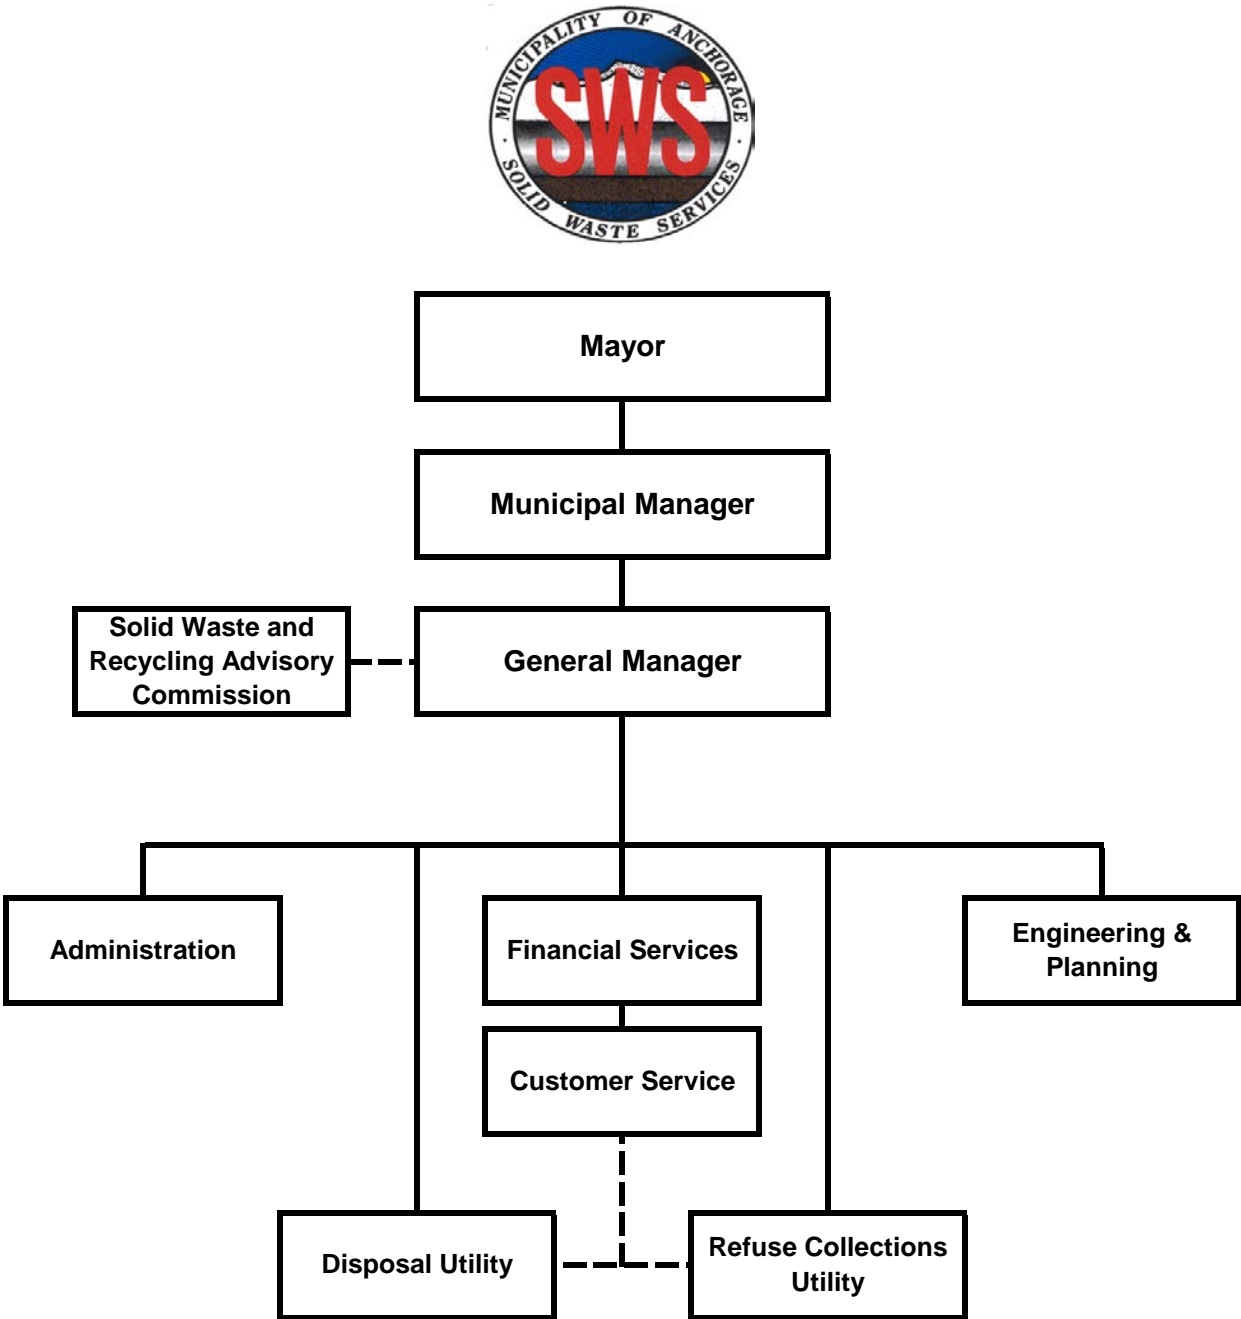 MUNICIPALITY OF ANCHORAGE
SWS
· SOLID WASTE SERVICES ·
Mayor
Municipal Manager
Solid Waste and
Recycling Advisory
Commission
General Manager
Administration
Financial Services
Engineering &
Planning
Customer Service
Disposal Utility
Refuse Collections
Utility